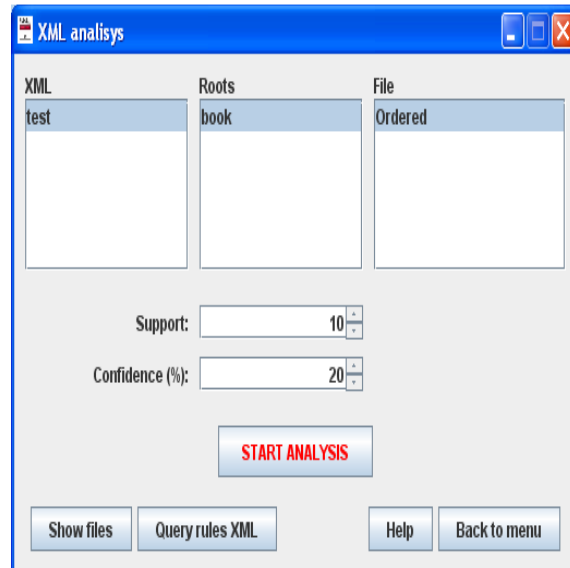 XML analisys
XML Roots File
test book Ordered
Support: 10
Confidence (%): 20
START ANALYSIS
Show files Query rules XML Help Back to menu